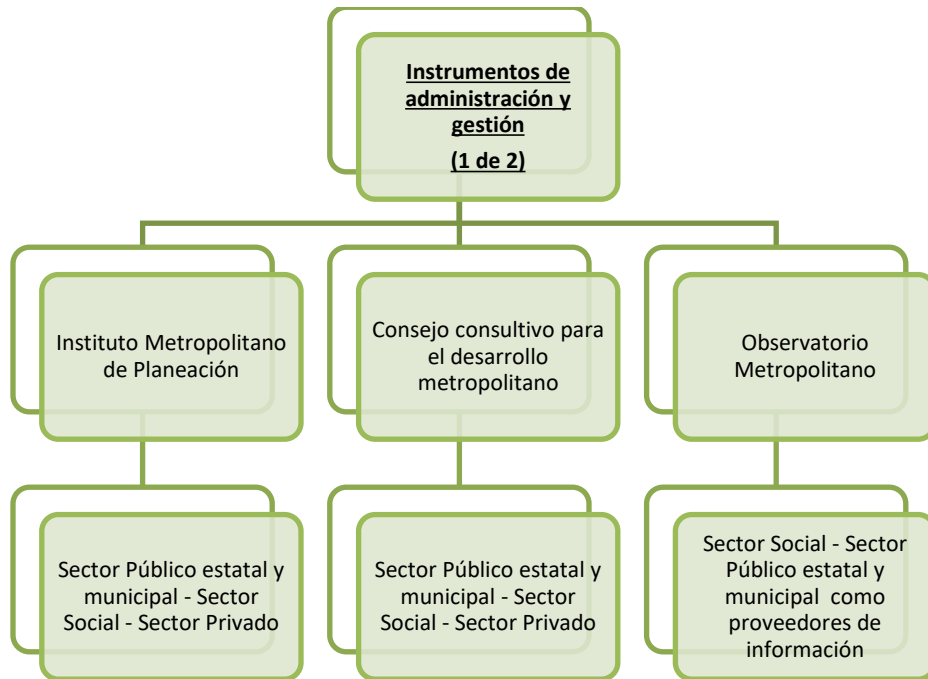 Instrumentos de
administración y
gestión
(1 de 2)
Instituto Metropolitano
de Planeación
Consejo consultivo para
el desarrollo
metropolitano
Observatorio
Metropolitano
Sector Público estatal y
municipal - Sector
Social - Sector Privado
Sector Público estatal y
municipal - Sector
Social - Sector Privado
Sector Social - Sector
Público estatal y
municipal como
proveedores de
información